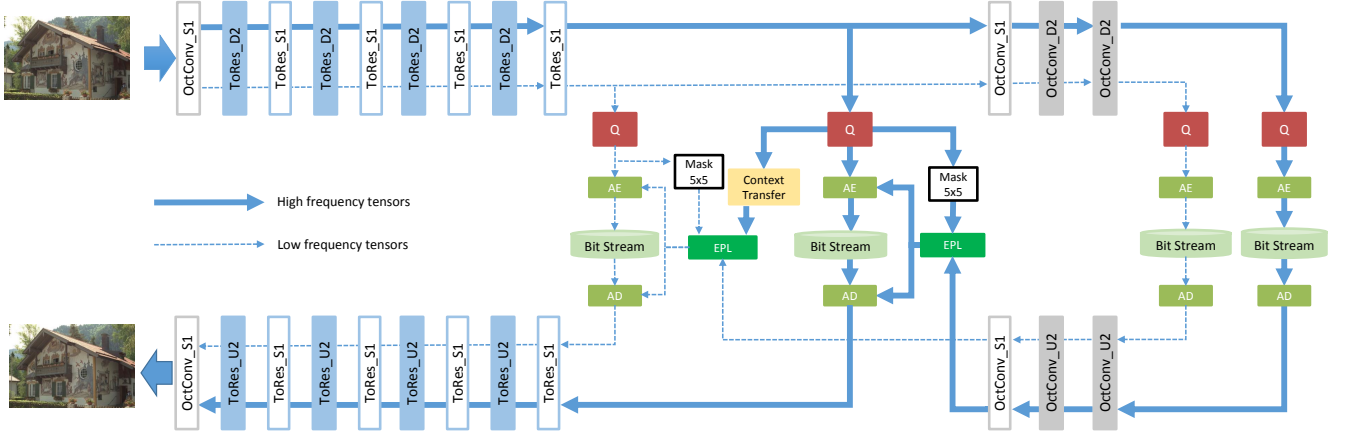 OctConv_S1
ToRes_D2
ToRes_S1
ToRes_D2
ToRes_S1
ToRes_D2
ToRes_S1
ToRes_D2
ToRes_S1
OctConv_S1
OctConv_D2
OctConv_D2
Q
Q
Q
Q
Mask
5x5
Context
Transfer
Mask
5x5
AE
AE
AE
AE
High frequency tensors
Low frequency tensors
Bit Stream
EPL
Bit Stream
EPL
Bit Stream
Bit Stream
AD
AD
AD
AD
OctConv_S1
ToRes_U2
ToRes_S1
ToRes_U2
ToRes_S1
ToRes_U2
ToRes_S1
ToRes_U2
ToRes_S1
OctConv_S1
OctConv_U2
OctConv_U2